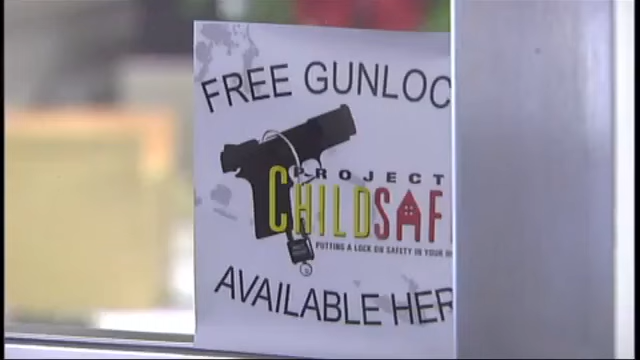 FREE GUNLOC
PROJECT
CHILDSAF
PUTTING A LOCK ON SAFETY IN YOUR
AVAILABLE HER